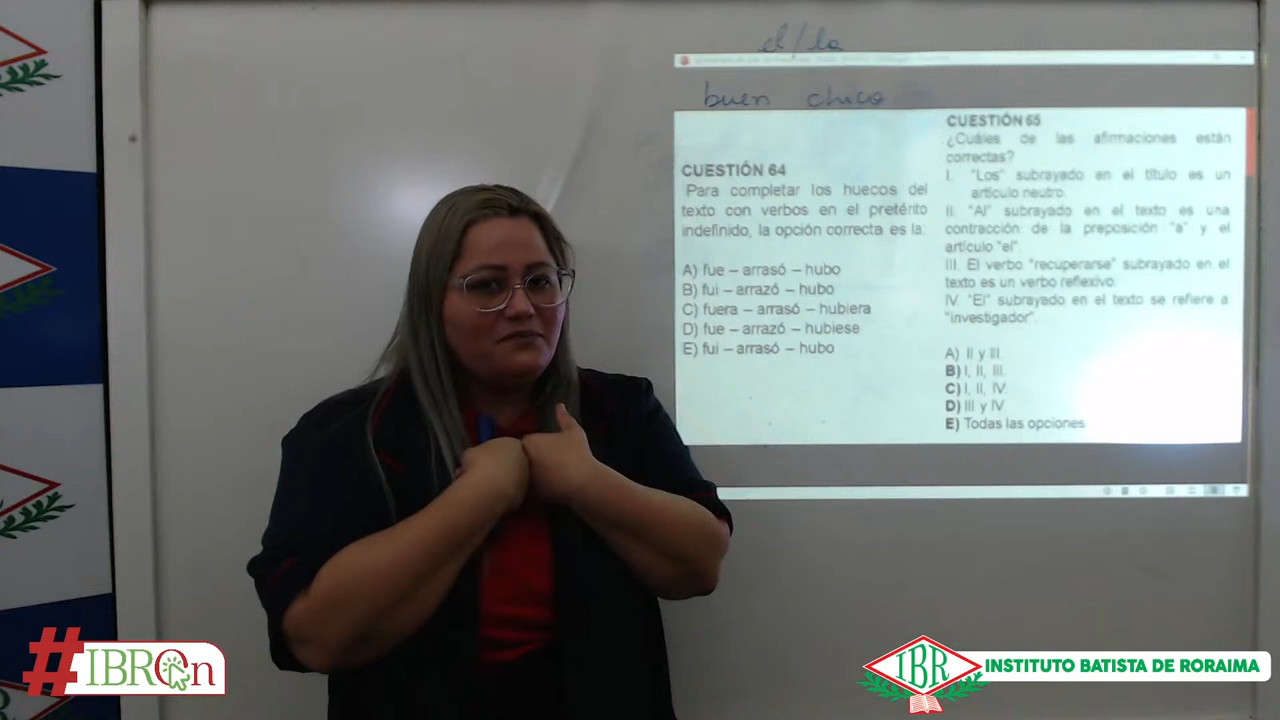 el/la
buen chico
CUESTIÓN 64
Para completar los huecos del
texto con verbos en el pretérito
indefinido, la opción correcta es la:
A) fue – arrasó – hubo
B) fui – arrazó – hubo
C) fuera – arrasó – hubiera
D) fue – arrazó – hubiese
E) fui – arrasó – hubo
CUESTIÓN 65
¿Cuáles de las afirmaciones están
correctas?
I. "Los" subrayado en el título es un
artículo neutro.
II. "Al" subrayado en el texto es una
contracción de la preposición "a" y el
artículo "el".
III. El verbo "recuperarse" subrayado en el
texto es un verbo reflexivo.
IV. "El" subrayado en el texto se refiere a
"investigador".
A) II y III.
B) I, II, III.
C) I, II, IV.
D) III y IV.
E) Todas las opciones
#IBROn
IBR INSTITUTO BATISTA DE RORAIMA